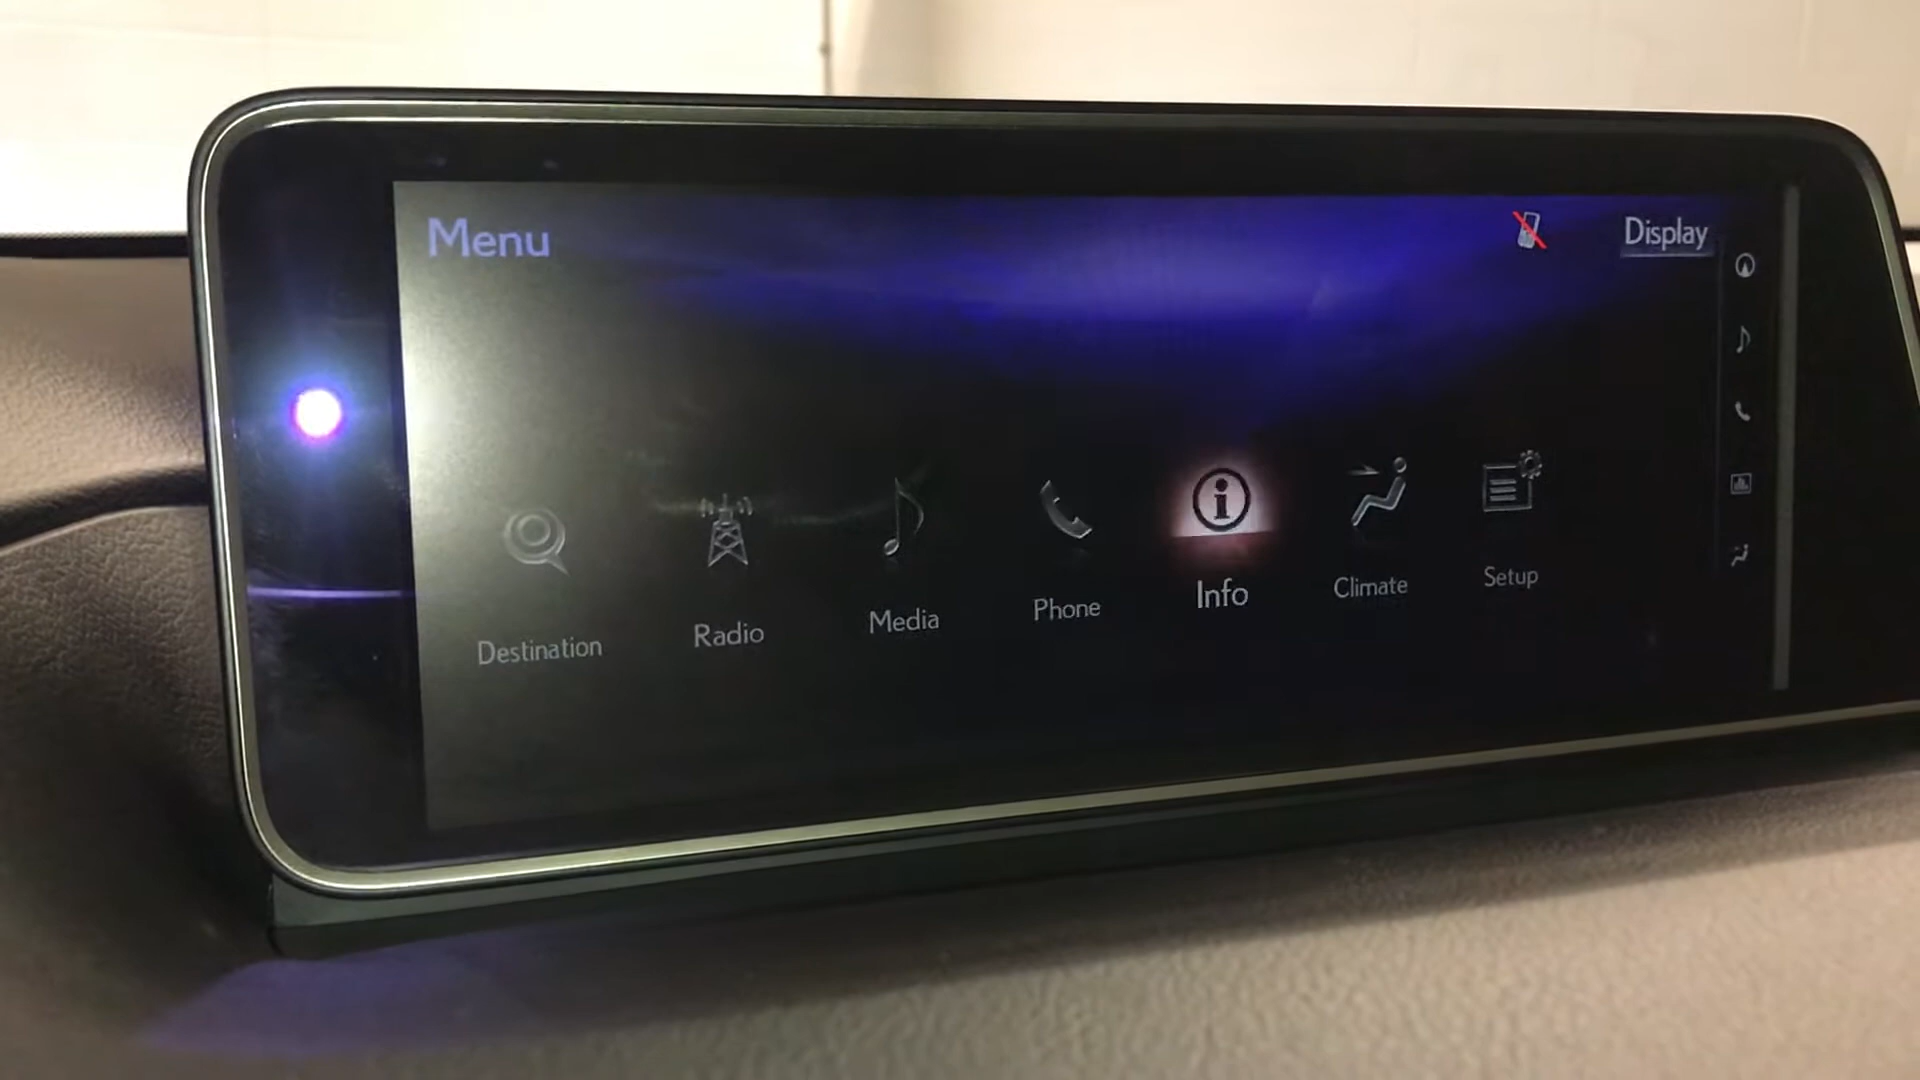 Menu
Display
Destination
Radio
Media
Phone
Info
Climate
Setup